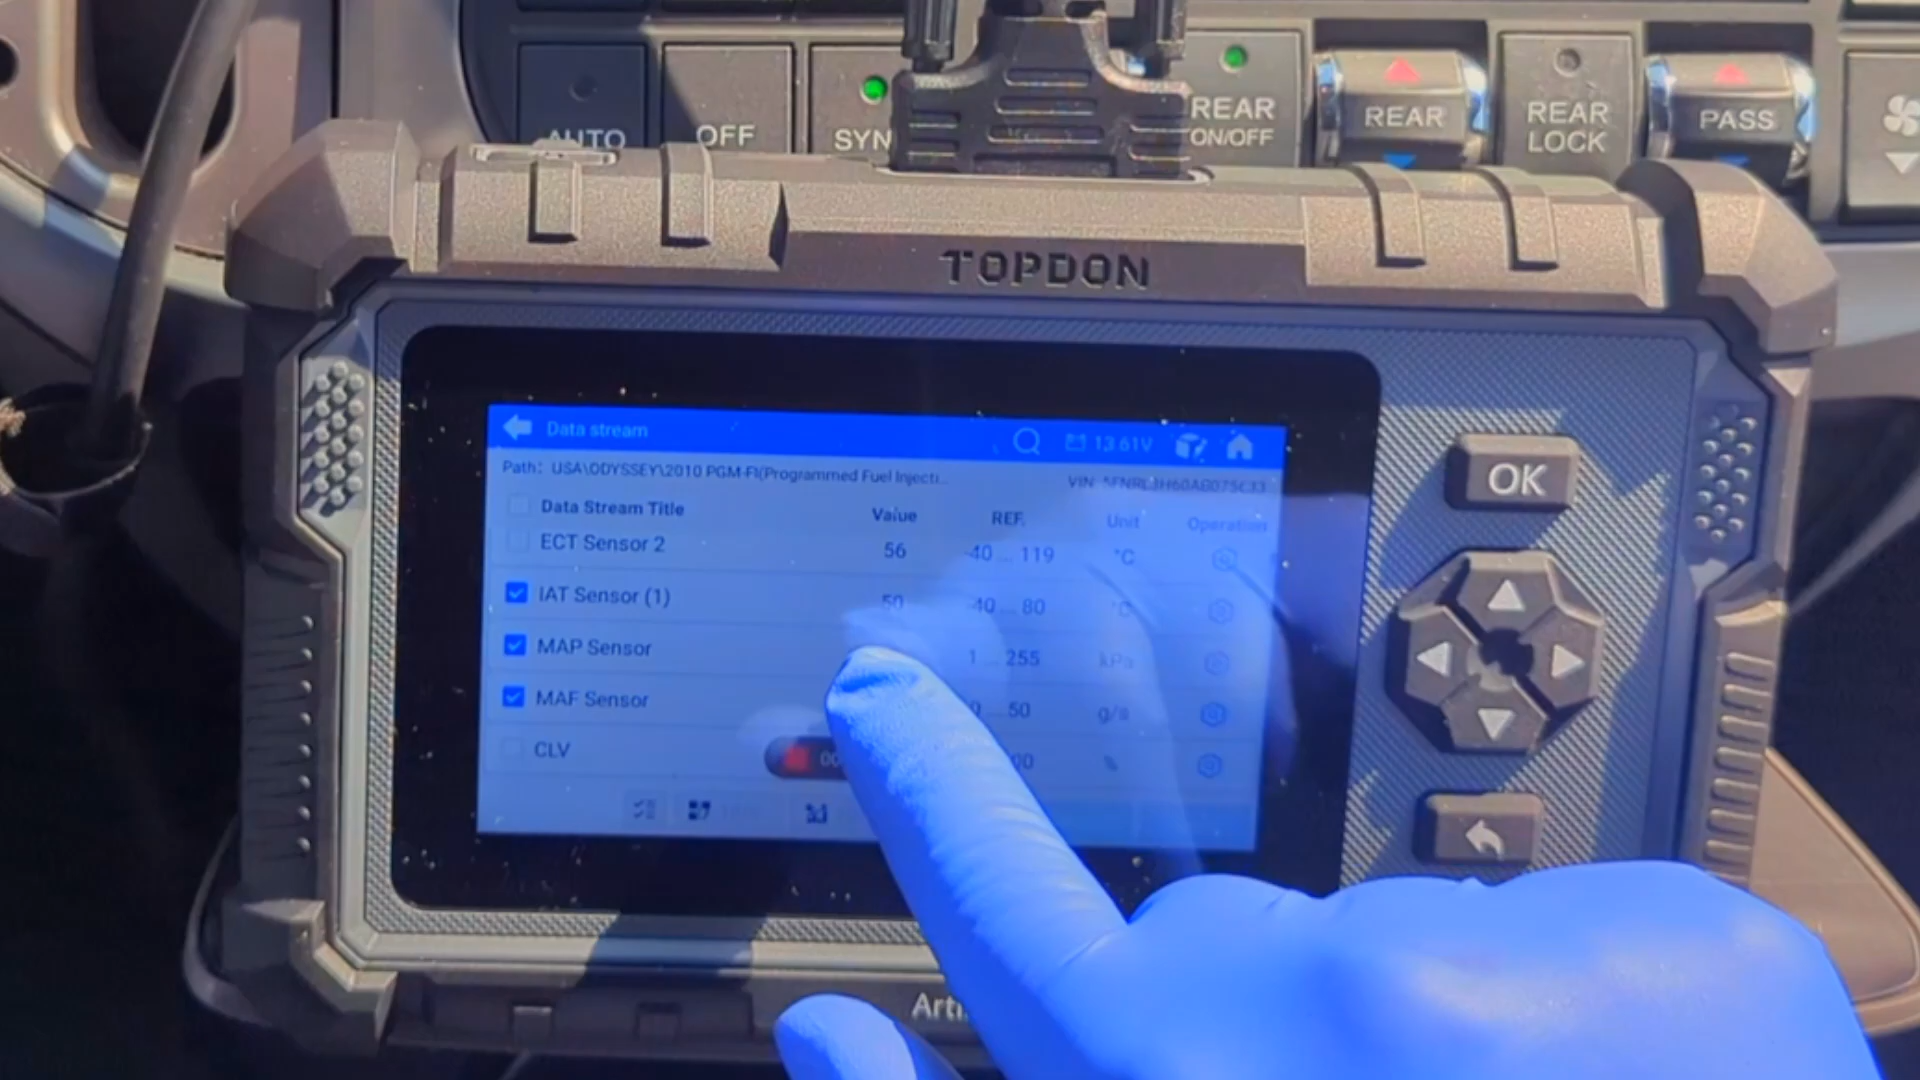 AUTO
OFF
SYN
REAR
ON/OFF
REAR
REAR
LOCK
PASS
TOPDON
Data stream
13.61V
Path: USA\ODYSSEY\2010 PGM-FI(Programmed Fuel Injecti...
VIN
Data Stream Title Value REF. Unit Operation
ECT Sensor 2 56 -40 ... 119 °C
IAT Sensor (1) 50 -40 ... 80 °C
MAP Sensor 1 ... 255 kPa
MAF Sensor 0 ... 50 g/s
CLV
OK
Arti